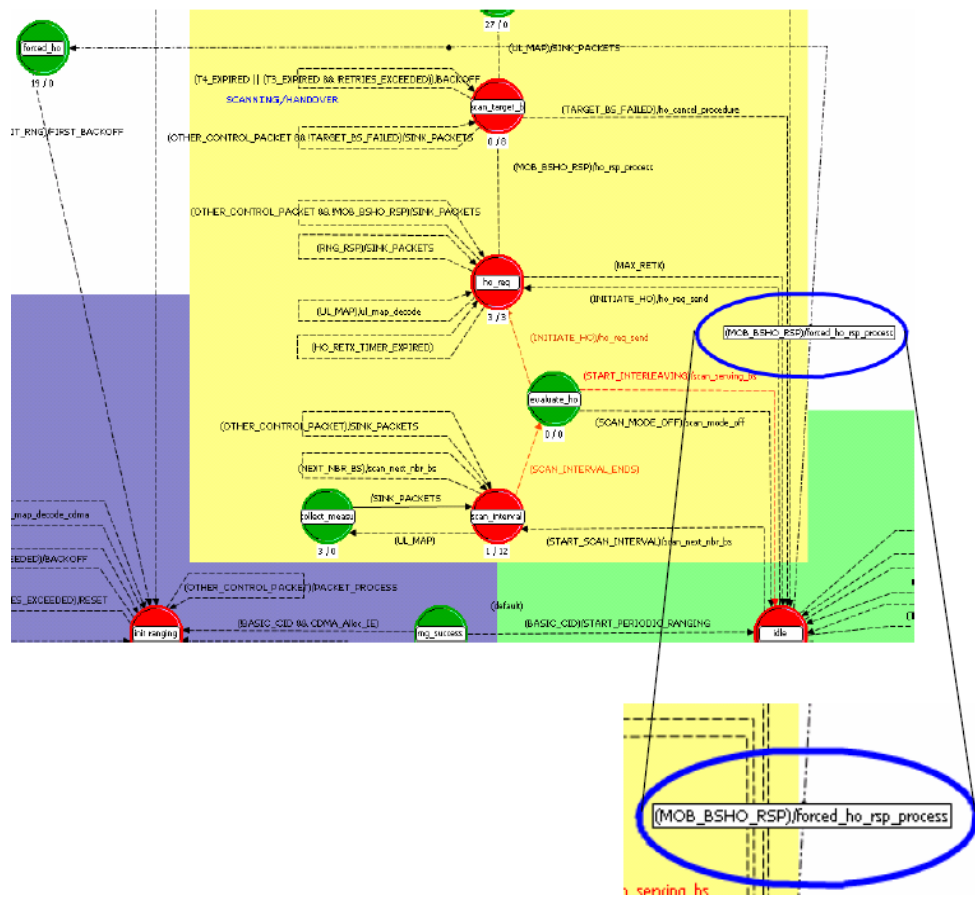 27 / 0
forced_ho
(UL_MAP)/SINK_PACKETS
19 / 0
(T4_EXPIRED || (T3_EXPIRED && !RETRIES_EXCEEDED))/BACKOFF
SCANNING/HANDOVER
scan_target_b
(TARGET_BS_FAILED)/ho_cancel_procedure
IT_RNG)/FIRST_BACKOFF
(OTHER_CONTROL_PACKET && !TARGET_BS_FAILED)/SINK_PACKETS
0 / 8
(MOB_BSHO_RSP)/ho_rsp_process
(OTHER_CONTROL_PACKET && !MOB_BSHO_RSP)/SINK_PACKETS
(RNG_RSP)/SINK_PACKETS
(MAX_RETX)
ho_req
(INITIATE_HO)/ho_req_send
(UL_MAP)/ul_map_decode
3 / 3
(MOB_BSHO_RSP)/forced_ho_rsp_process
(INITIATE_HO)/ho_req_send
(HO_RETX_TIMER_EXPIRED)
(START_INTERLEAVING)/scan_serving_bs
evaluate_ho
(SCAN_MODE_OFF)/scan_mode_off
(OTHER_CONTROL_PACKET)/SINK_PACKETS
0 / 0
(NEXT_NBR_BS)/scan_next_nbr_bs
(SCAN_INTERVAL_ENDS)
(SINK_PACKETS)
collect_measu
scan_interval
_map_decode_cdma
(UL_MAP)
(START_SCAN_INTERVAL)/scan_next_nbr_bs
3 / 0
1 / 12
EEDED)/BACKOFF
(OTHER_CONTROL_PACKET)/PACKET_PROCESS
ES_EXCEEDED)/RESET
(default)
(BASIC_CID && CDMA_Alloc_IE)
(BASIC_CID)/START_PERIODIC_RANGING
init ranging
rng_success
idle
(MOB_BSHO_RSP)/forced_ho_rsp_process
serving_bs